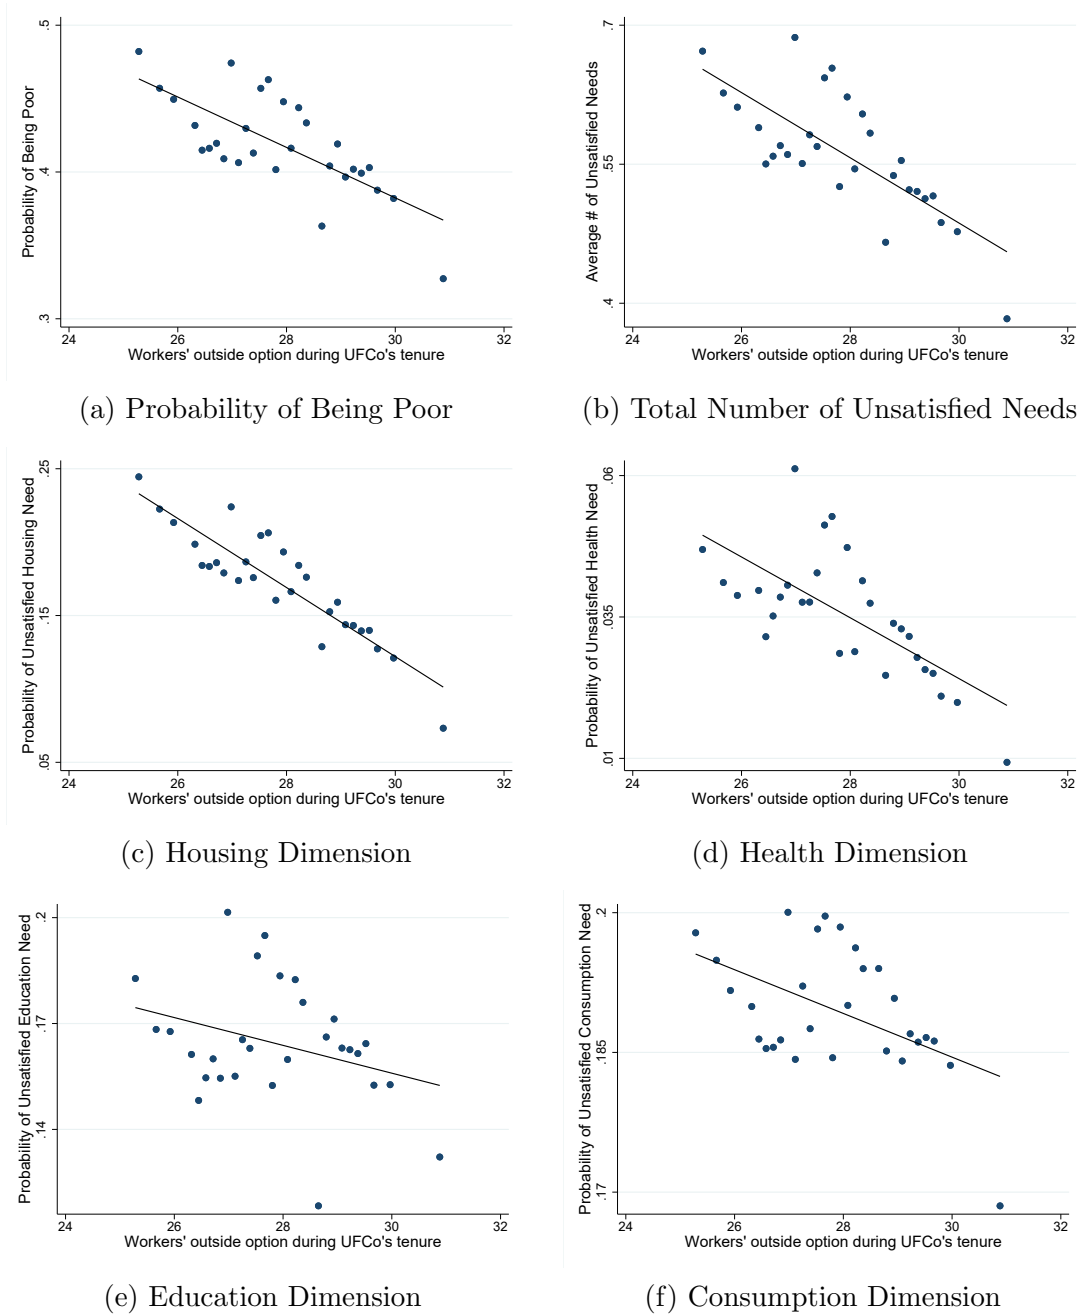 Probability of Being Poor
.5
.4
.3
24 26 28 30 32
Workers' outside option during UFCo's tenure
(a) Probability of Being Poor
Average # of Unsatisfied Needs
.7
.55
.4
24 26 28 30 32
Workers' outside option during UFCo's tenure
(b) Total Number of Unsatisfied Needs
Probability of Unsatisfied Housing Need
.25
.15
.05
24 26 28 30 32
Workers' outside option during UFCo's tenure
(c) Housing Dimension
Probability of Unsatisfied Health Need
.06
.035
.01
24 26 28 30 32
Workers' outside option during UFCo's tenure
(d) Health Dimension
Probability of Unsatisfied Education Need
.2
.17
.14
24 26 28 30 32
Workers' outside option during UFCo's tenure
(e) Education Dimension
Probability of Unsatisfied Consumption Need
.2
.185
.17
24 26 28 30 32
Workers' outside option during UFCo's tenure
(f) Consumption Dimension